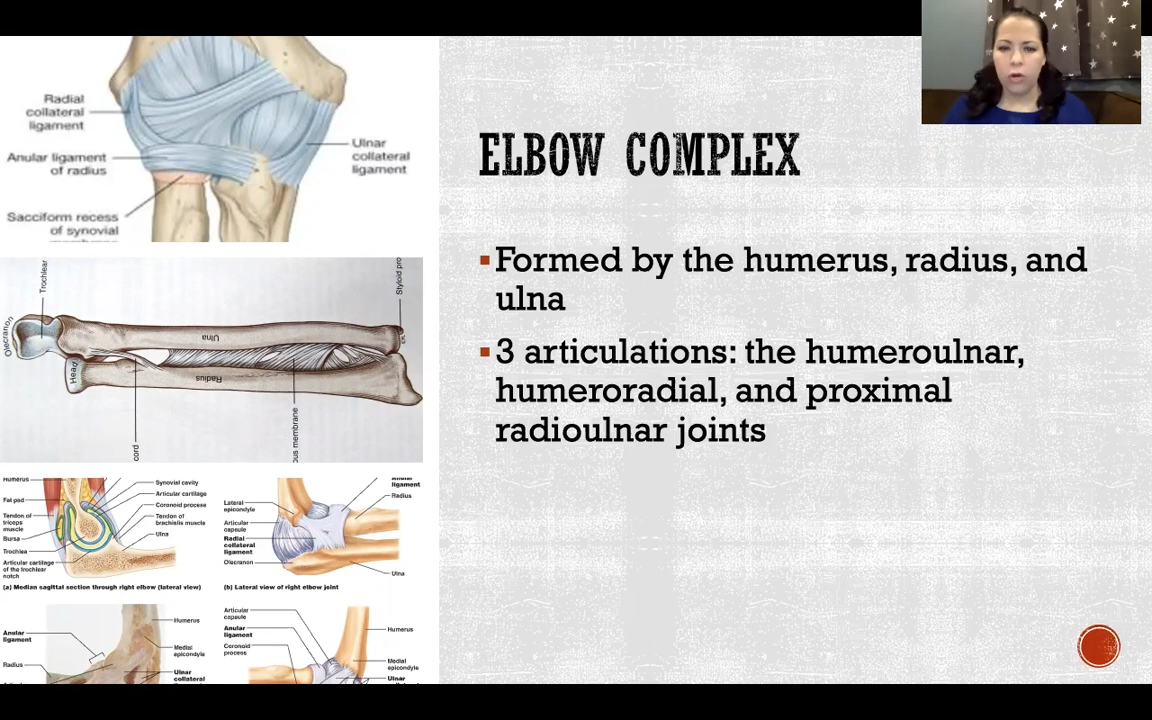 Radial
collateral
ligament
Anular ligament
of radius
Ulnar
collateral
ligament
Sacciform recess
of synovial
Olecranon
Trochlear
Styloid pro
Ulna
Head
Radius
cord
ous membrane
ELBOW COMPLEX
Formed by the humerus, radius, and
ulna
3 articulations: the humeroulnar,
humeroradial, and proximal
radioulnar joints
Humerus
Fat pad
Tendon of
triceps
muscle
Bursa
Trochlea
Articular cartilage
of the trochlear
notch
Synovial cavity
Articular cartilage
Coronoid process
Tendon of
brachialis muscle
Ulna
(a) Median sagittal section through right elbow (lateral view)
Lateral
epicondyle
Articular
capsule
Radial
collateral
ligament
Olecranon
ligament
Radius
Ulna
(b) Lateral view of right elbow joint
Anular
ligament
Radius
Humerus
Medial
epicondyle
Ulnar
collateral
Articular
capsule
Anular
ligament
Coronoid
process
Humerus
Medial
epicondyle
Ulnar